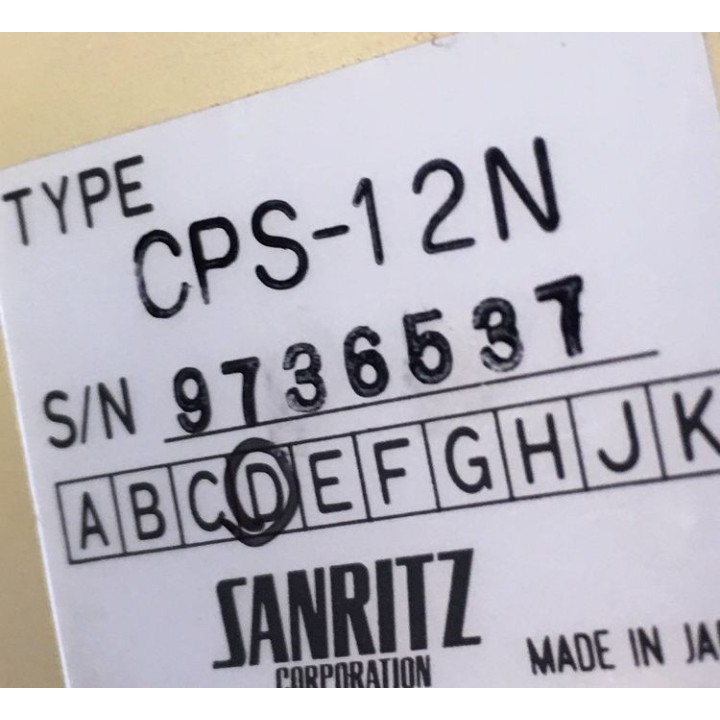 TYPE CPS-12N
S/N 9736537
A B C D E F G H J K
SANRITZ
CORPORATION
MADE IN JA